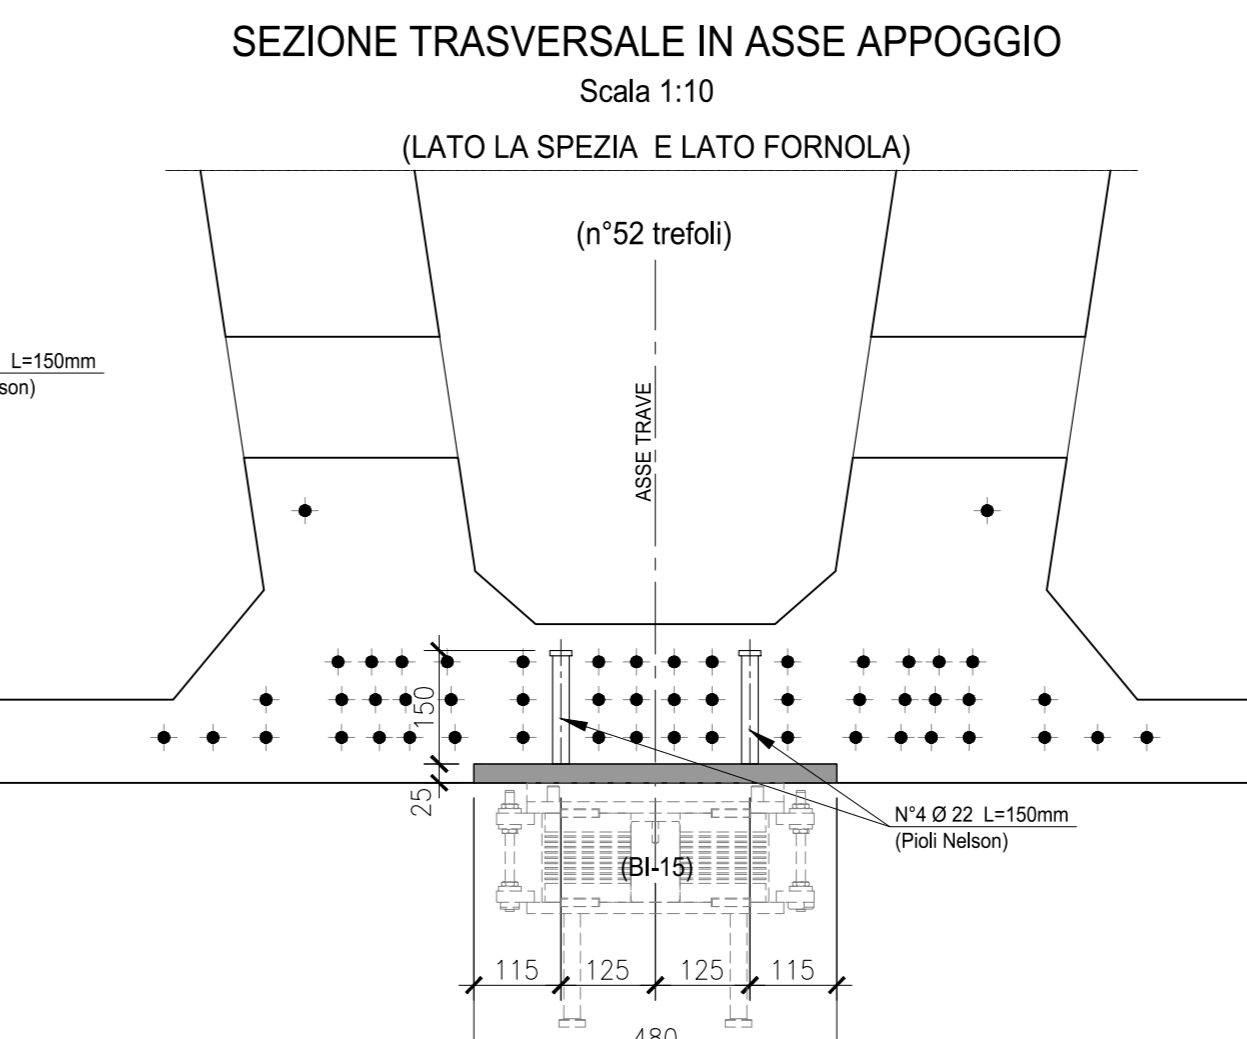 SEZIONE TRASVERSALE IN ASSE APPOGGIO
Scala 1:10
(LATO LA SPEZIA E LATO FORNOLA)
(n°52 trefoli)
L=150mm
son)
ASSE TRAVE
150
25
N°4 Ø 22 L=150mm
(Pioli Nelson)
(BI-15)
115
125
125
115
480